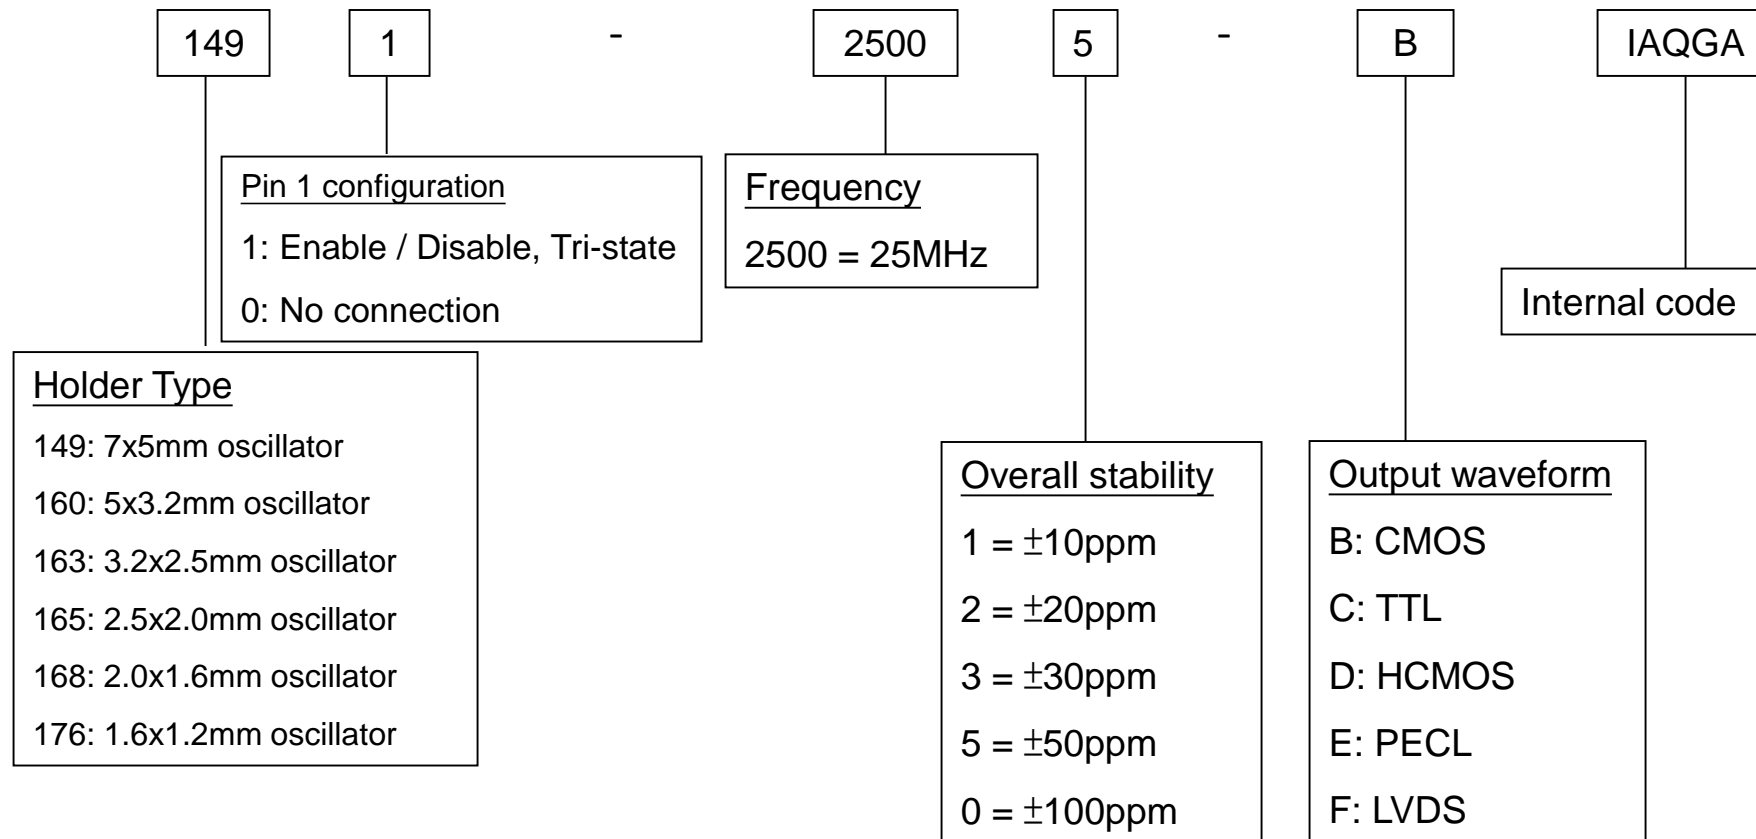 149 1 - 2500 5 - B IAQGA
Pin 1 configuration
1: Enable / Disable, Tri-state
0: No connection
Frequency
2500 = 25MHz
Internal code
Holder Type
149: 7x5mm oscillator
160: 5x3.2mm oscillator
163: 3.2x2.5mm oscillator
165: 2.5x2.0mm oscillator
168: 2.0x1.6mm oscillator
176: 1.6x1.2mm oscillator
Overall stability
1 = ±10ppm
2 = ±20ppm
3 = ±30ppm
5 = ±50ppm
0 = ±100ppm
Output waveform
B: CMOS
C: TTL
D: HCMOS
E: PECL
F: LVDS